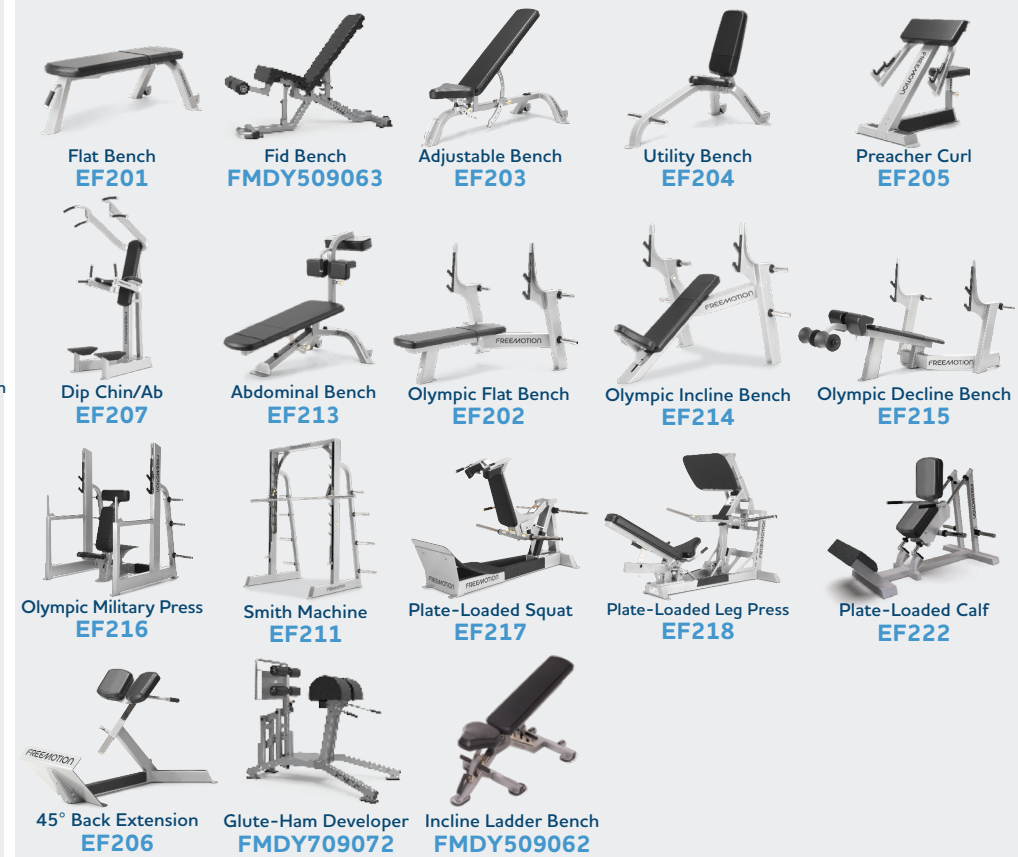 Flat Bench
EF201
Fid Bench
FMDY509063
Adjustable Bench
EF203
Utility Bench
EF204
FREEMOTION
Preacher Curl
EF205
Dip Chin/Ab
EF207
Abdominal Bench
EF213
FREEMOTION
Olympic Flat Bench
EF202
FREEMOTION
Olympic Incline Bench
EF214
FREEMOTION
Olympic Decline Bench
EF215
Olympic Military Press
EF216
Smith Machine
EF211
FREEMOTION
FREEMOTION
Plate-Loaded Squat
EF217
FREEMOTION
Plate-Loaded Leg Press
EF218
Plate-Loaded Calf
EF222
FREEMOTION
45° Back Extension
EF206
Glute-Ham Developer
FMDY709072
Incline Ladder Bench
FMDY509062